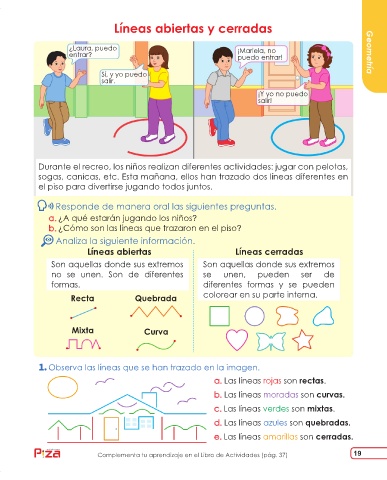 Líneas abiertas y cerradas
Geometría
¿Laura, puedo
entrar?
Sí, y yo puedo
salir.
¡Mariela, no
puedo entrar!
¡Y yo no puedo
salir!
Durante el recreo, los niños realizan diferentes actividades: jugar con pelotas,
sogas, canicas, etc. Esta mañana, ellos han trazado dos líneas diferentes en
el piso para divertirse jugando todos juntos.
Responde de manera oral las siguientes preguntas.
a. ¿A qué estarán jugando los niños?
b. ¿Cómo son las líneas que trazaron en el piso?
Analiza la siguiente información.
Líneas abiertas
Son aquellas donde sus extremos
no se unen. Son de diferentes
formas.
Recta Quebrada
Mixta Curva
Líneas cerradas
Son aquellas donde sus extremos
se unen, pueden ser de
diferentes formas y se pueden
colorear en su parte interna.
1. Observa las líneas que se han trazado en la imagen.
a. Las líneas rojas son rectas.
b. Las líneas moradas son curvas.
c. Las líneas verdes son mixtas.
d. Las líneas azules son quebradas.
e. Las líneas amarillas son cerradas.
Pizza
Complementa tu aprendizaje en el Libro de Actividades (pág. 37)
19